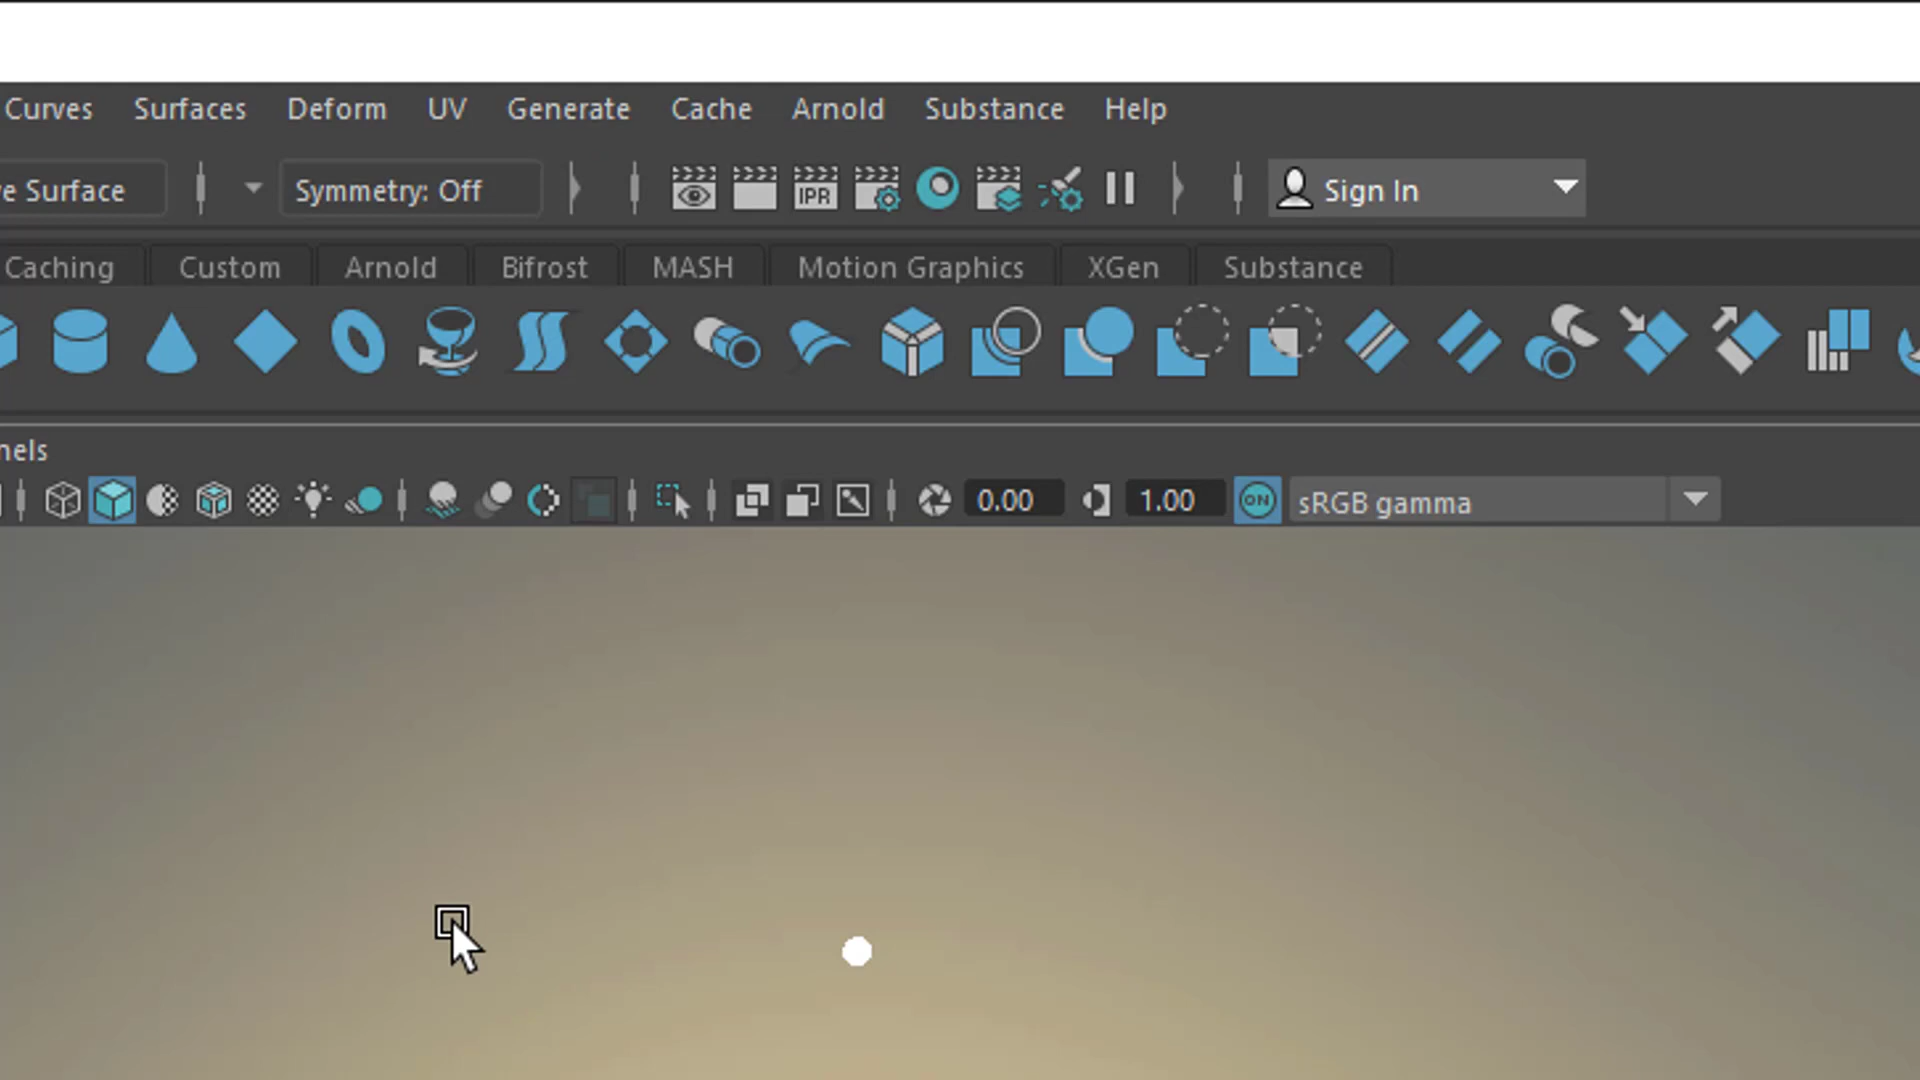 Curves Surfaces Deform UV Generate Cache Arnold Substance Help
e Surface Symmetry: Off IPR Sign In
Caching Custom Arnold Bifrost MASH Motion Graphics XGen Substance
nels
0.00 1.00 ON sRGB gamma